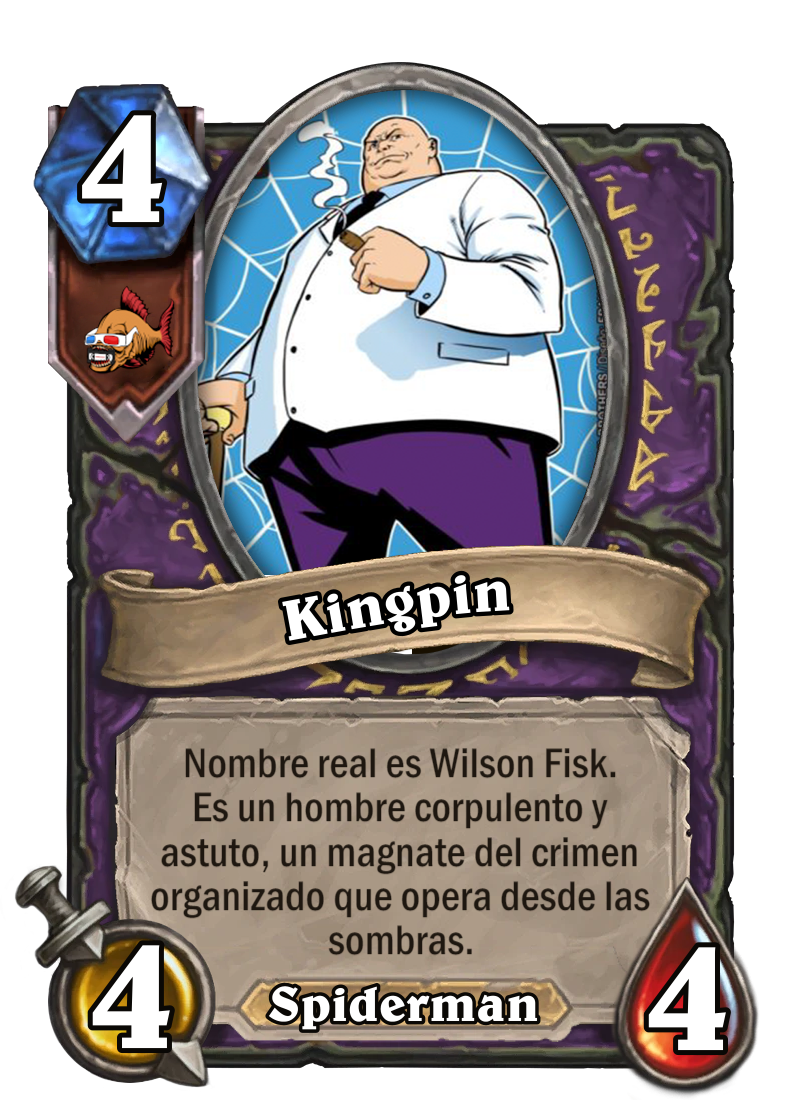 4
Kingpin
Nombre real es Wilson Fisk.
Es un hombre corpulento y
astuto, un magnate del crimen
organizado que opera desde las
sombras.
4
Spiderman
4